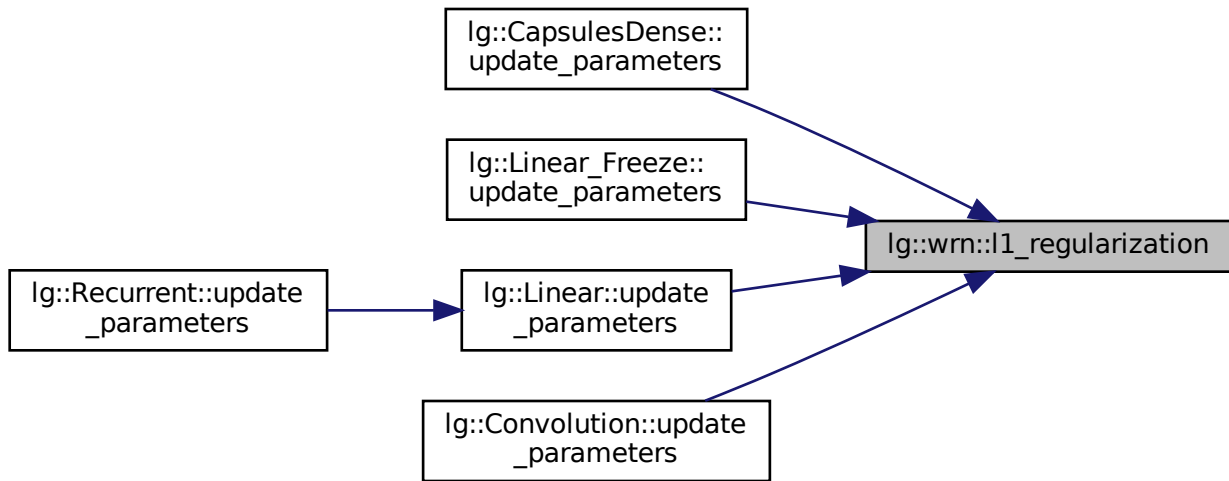 lg::CapsulesDense::
update_parameters
lg::Linear_Freeze::
update_parameters
lg::wrn::l1_regularization
lg::Recurrent::update
_parameters
lg::Linear::update
_parameters
lg::Convolution::update
_parameters